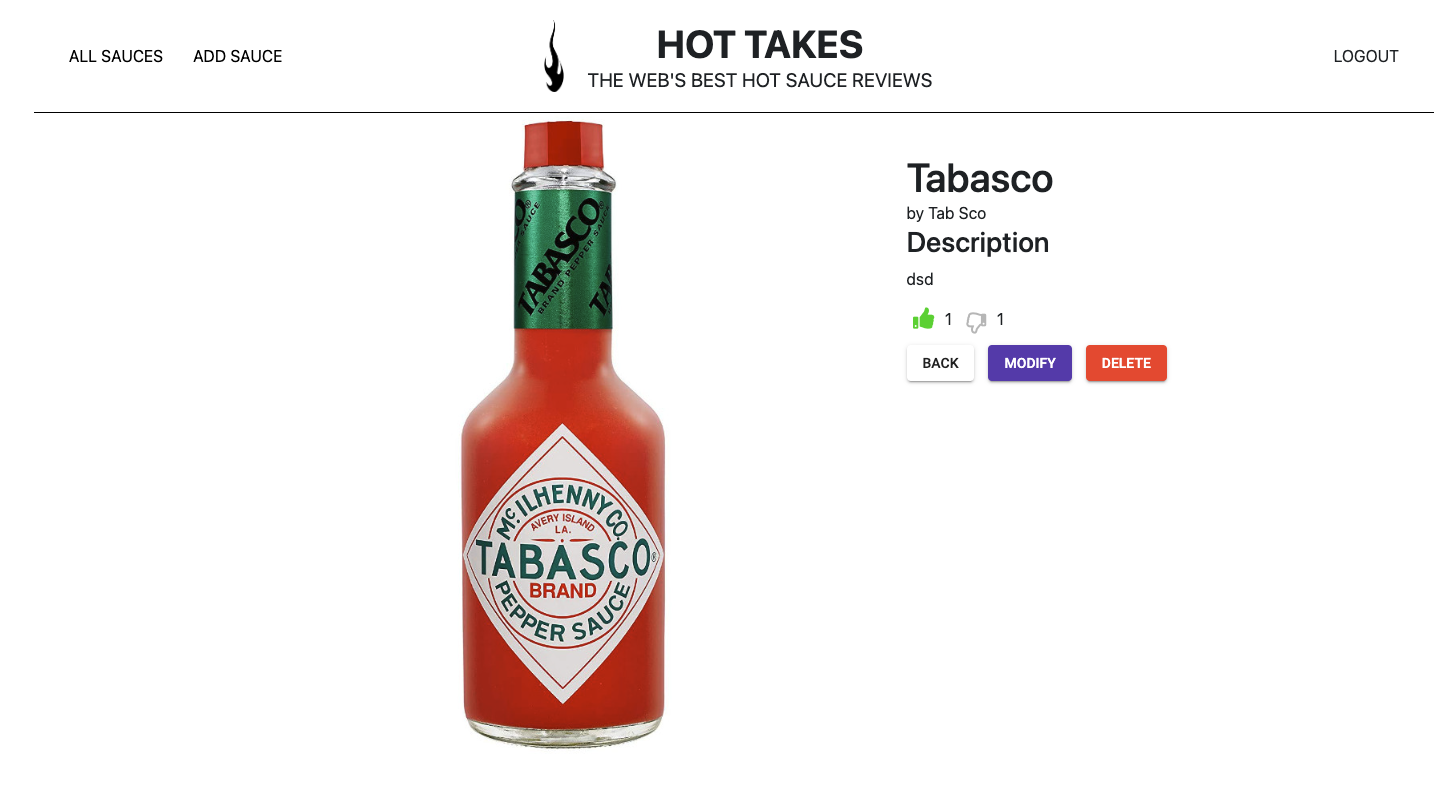 ALL SAUCES
ADD SAUCE
HOT TAKES
THE WEB'S BEST HOT SAUCE REVIEWS
LOGOUT
TABASCO®
BRAND PEPPER SAUCE
McILHENNY CO.
AVERY ISLAND
LA.
TABASCO®
BRAND
PEPPER SAUCE
Tabasco
by Tab Sco
Description
dsd
1 1
BACK MODIFY DELETE